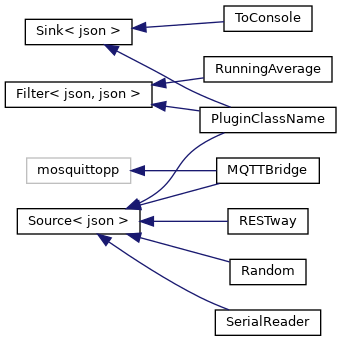 Sink< json >
ToConsole
RunningAverage
Filter< json, json >
PluginClassName
mosquittopp
MQTTBridge
Source< json >
RESTway
Random
SerialReader